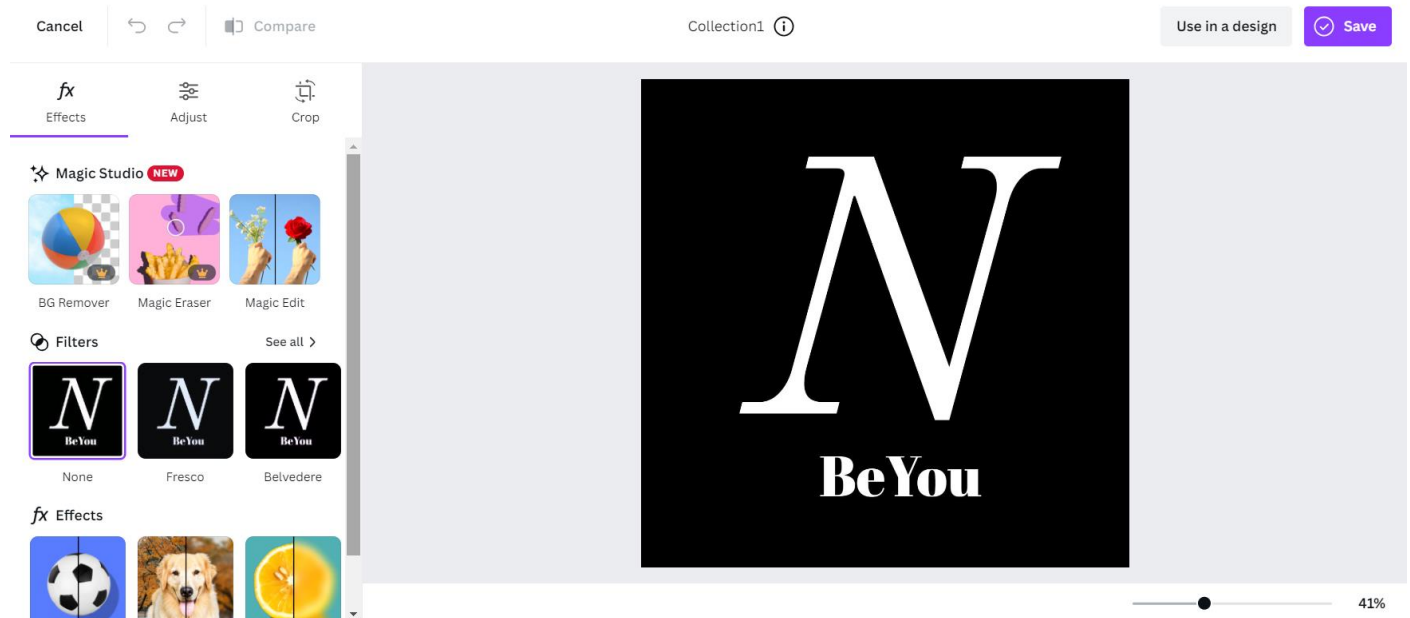 Cancel
Compare
Collection1
Use in a design
Save
fx
Effects
Adjust
Crop
Magic Studio NEW
BG Remover
Magic Eraser
Magic Edit
Filters
See all
N
BeYou
N
BeYou
N
BeYou
None
Fresco
Belvedere
fx Effects
N
BeYou
41%